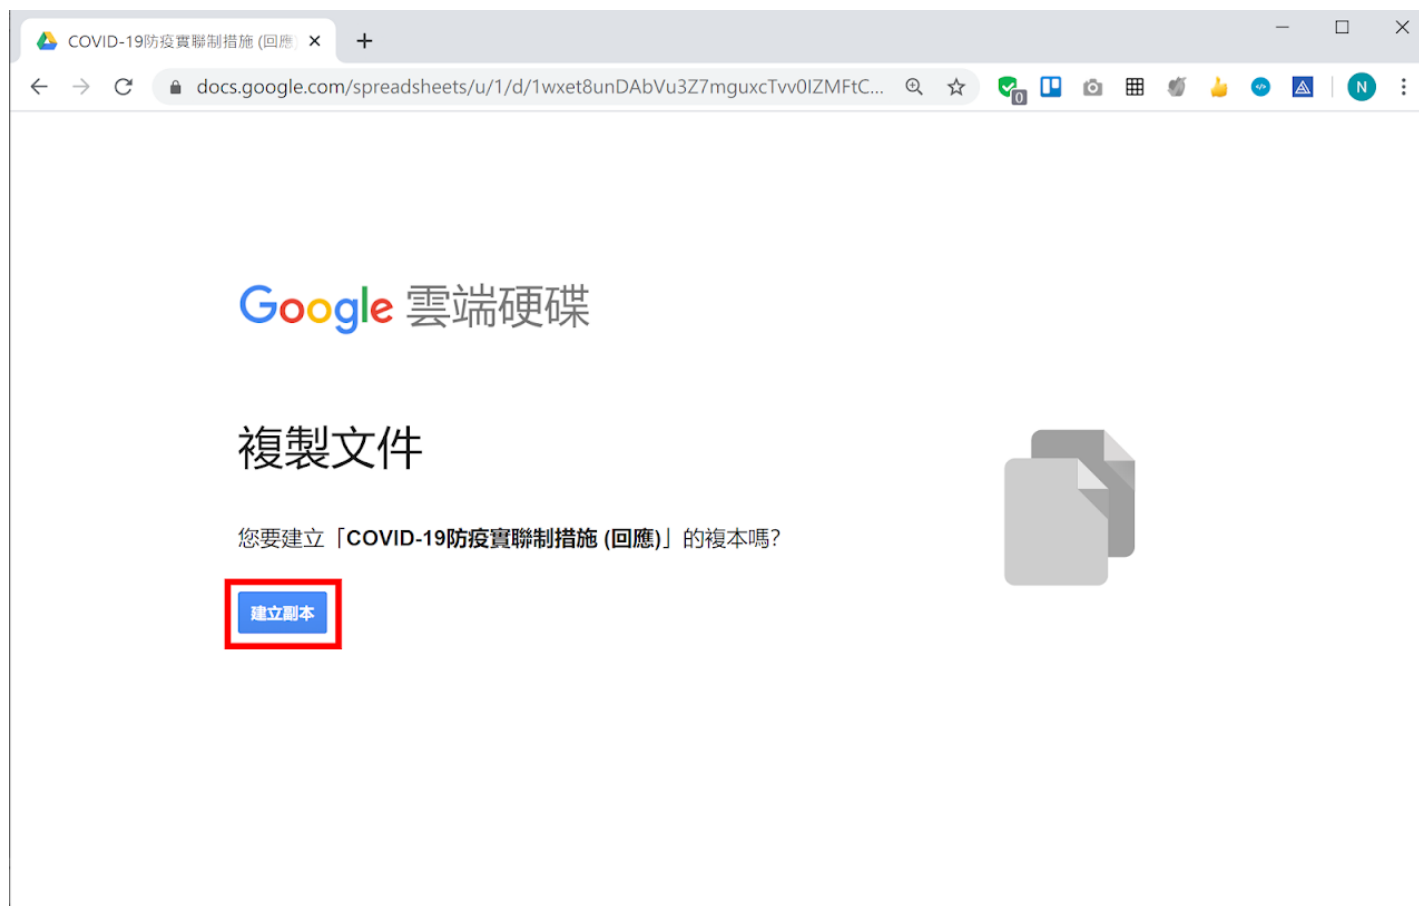 COVID-19防疫實聯制措施 (回應)
docs.google.com/spreadsheets/u/1/d/1wxet8unDAbVu3Z7mguxcTvv0IZMFtC...
0
N
Google 雲端硬碟
複製文件
您要建立「COVID-19防疫實聯制措施 (回應)」的複本嗎?
建立副本